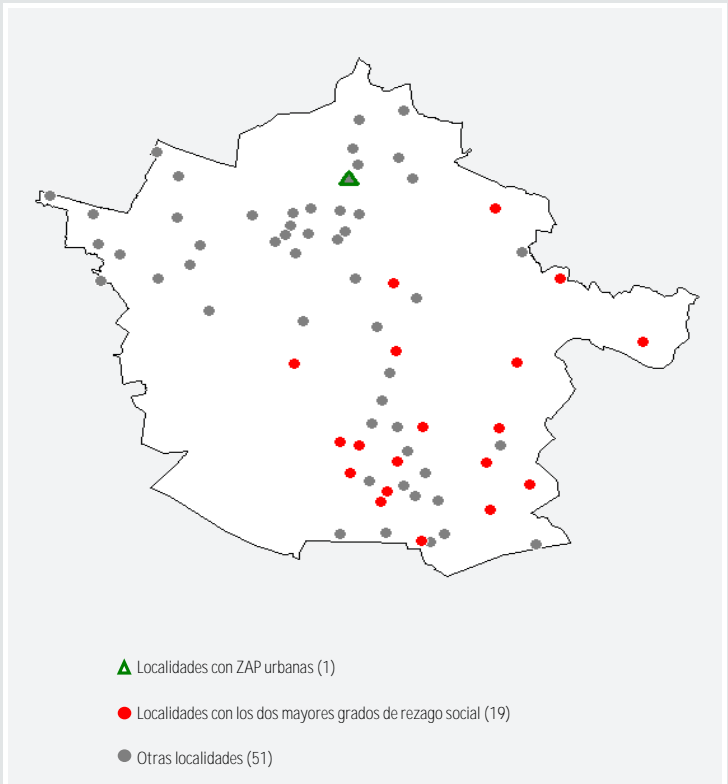 Localidades con ZAP urbanas (1)
Localidades con los dos mayores grados de rezago social (19)
Otras localidades (51)